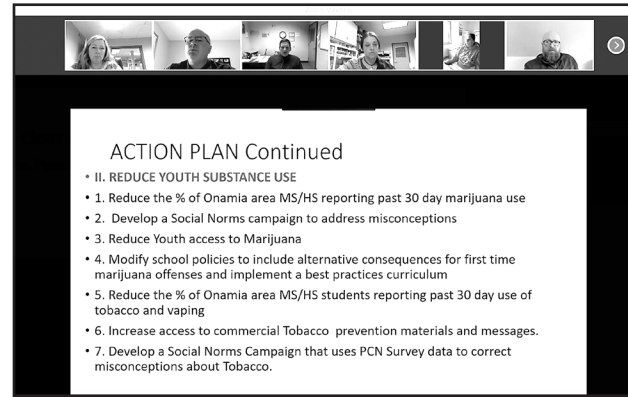 ACTION PLAN Continued
• II. REDUCE YOUTH SUBSTANCE USE
• 1. Reduce the % of Onamia area MS/HS reporting past 30 day marijuana use
• 2. Develop a Social Norms campaign to address misconceptions
• 3. Reduce Youth access to Marijuana
• 4. Modify school policies to include alternative consequences for first time
marijuana offenses and implement a best practices curriculum
• 5. Reduce the % of Onamia area MS/HS students reporting past 30 day use of
tobacco and vaping
• 6. Increase access to commercial Tobacco prevention materials and messages.
• 7. Develop a Social Norms Campaign that uses PCN Survey data to correct
misconceptions about Tobacco.